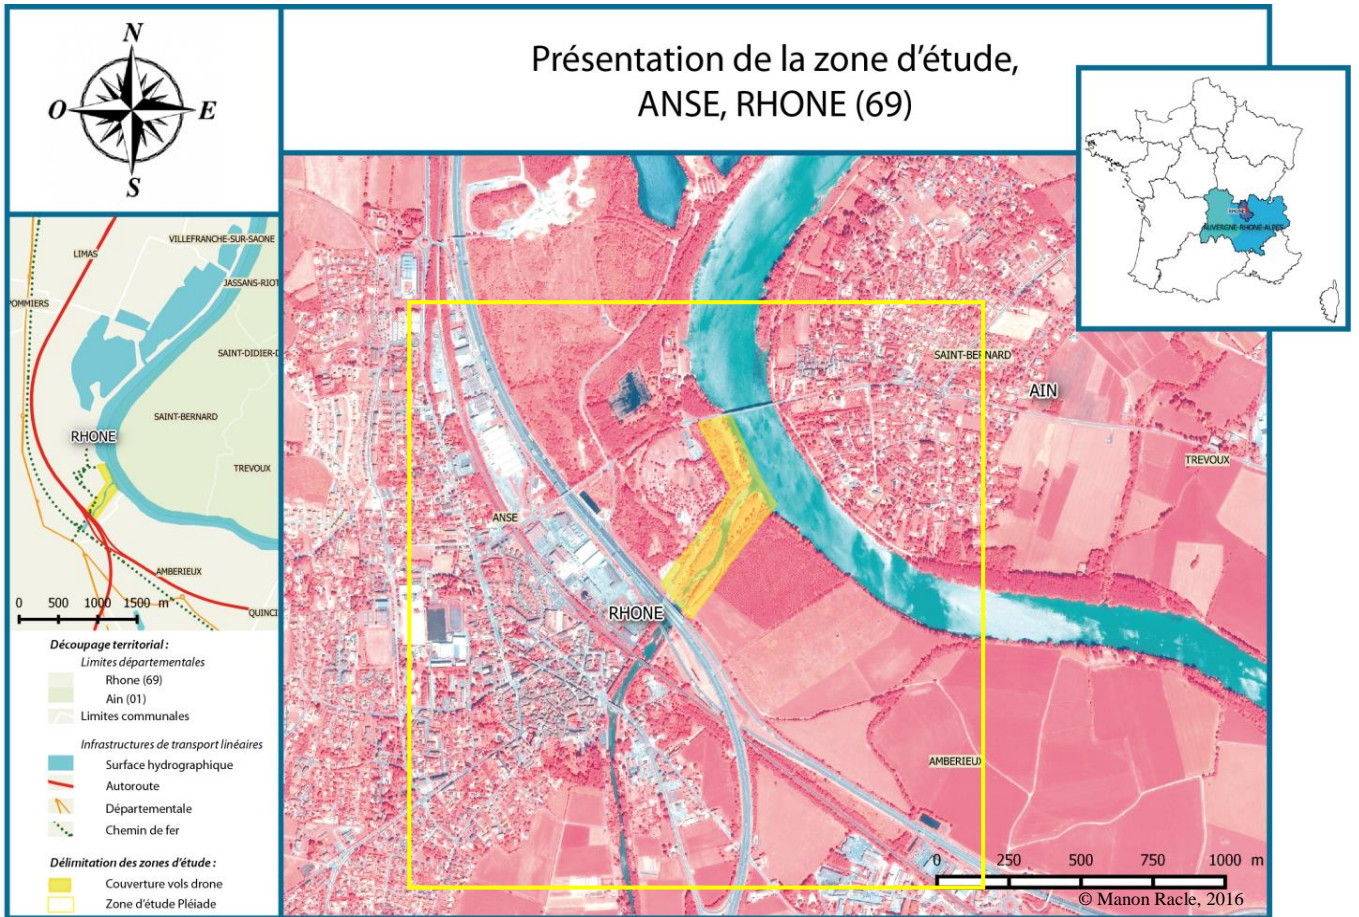 N
O
E
S
Présentation de la zone d'étude,
ANSE, RHONE (69)
RHONE
AUVERGNE-RHONE-ALPES
VILLEFRANCHE-SUR-SAONE
LIMAS
JASSANS-RIOT
POMMIERS
SAINT-DIDIER-D
SAINT-BERNARD
RHONE
TREVOUX
AMBERIEUX
QUINCI
0 500 1000 1500 m
Découpage territorial :
Limites départementales
Rhone (69)
Ain (01)
Limites communales
Infrastructures de transport linéaires
Surface hydrographique
Autoroute
Départementale
Chemin de fer
Délimitation des zones d'étude :
Couverture vols drone
Zone d'étude Pléiade
SAINT-BERNARD
AIN
TREVOUX
ANSE
RHONE
AMBERIEUX
0 250 500 750 1000 m
© Manon Racle, 2016